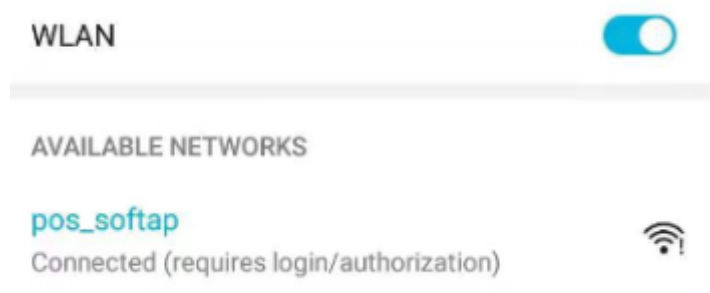 WLAN
AVAILABLE NETWORKS
pos_softap
Connected (requires login/authorization)